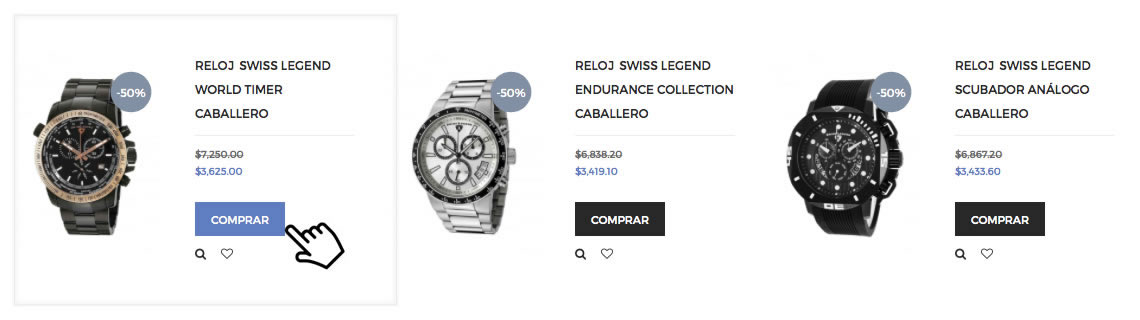 -50%
RELOJ SWISS LEGEND
WORLD TIMER
CABALLERO
$7,250.00
$3,625.00
COMPRAR
-50%
RELOJ SWISS LEGEND
ENDURANCE COLLECTION
CABALLERO
$6,838.20
$3,419.10
COMPRAR
-50%
RELOJ SWISS LEGEND
SCUBADOR ANÁLOGO
CABALLERO
$6,867.20
$3,433.60
COMPRAR